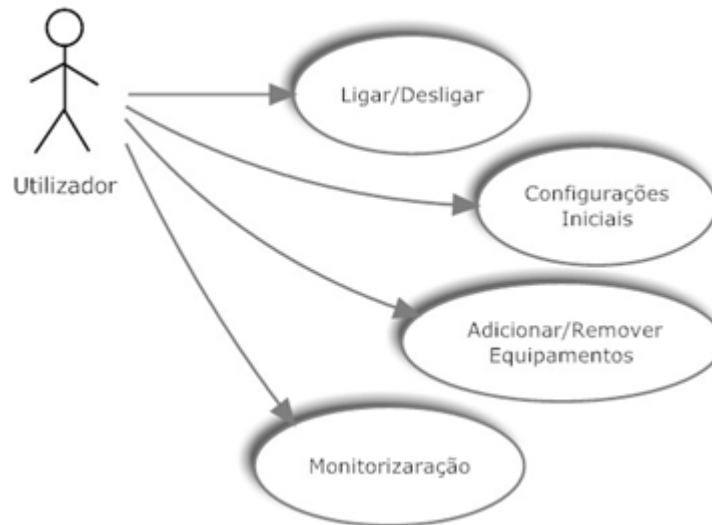 Ligar/Desligar
Utilizador
Configurações
Iniciais
Adicionar/Remover
Equipamentos
Monitorizaração